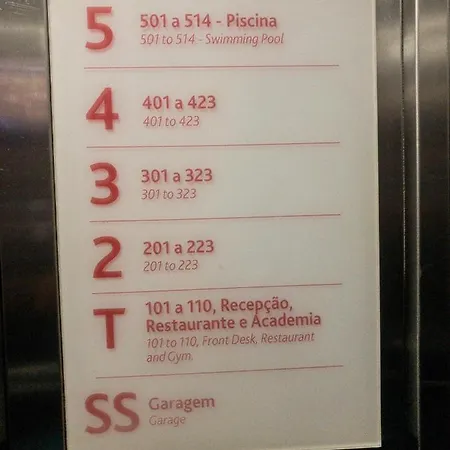 5
501 a 514 - Piscina
501 to 514 - Swimming Pool
4
401 a 423
401 to 423
3
301 a 323
301 to 323
2
201 a 223
201 to 223
T
101 a 110, Recepção,
Restaurante e Academia
101 to 110, Front Desk, Restaurant
and Gym.
SS
Garagem
Garage